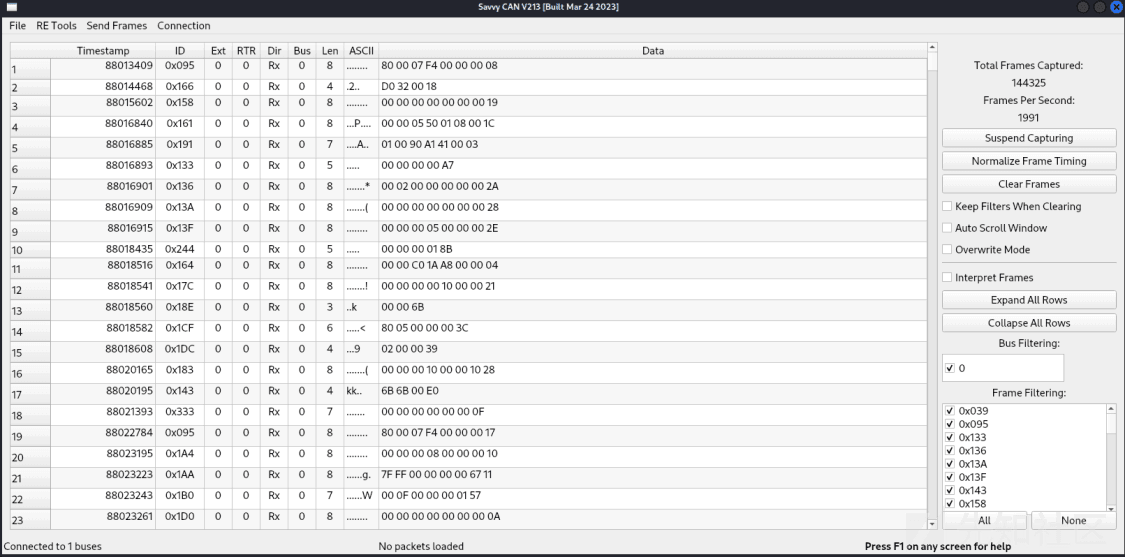 Savvy CAN V213 [Built Mar 24 2023]
File RE Tools Send Frames Connection
Timestamp ID Ext RTR Dir Bus Len ASCII Data
1 88013409 0x095 0 0 Rx 0 8 ........ 80 00 07 F4 00 00 00 08
2 88014468 0x166 0 0 Rx 0 4 .2.. D0 32 00 18
3 88015602 0x158 0 0 Rx 0 8 ........ 00 00 00 00 00 00 00 19
4 88016840 0x161 0 0 Rx 0 8 ...P.... 00 00 05 50 01 08 00 1C
5 88016885 0x191 0 0 Rx 0 7 ....A.. 01 00 90 A1 41 00 03
6 88016893 0x133 0 0 Rx 0 5 ..... 00 00 00 00 A7
7 88016901 0x136 0 0 Rx 0 8 .......* 00 02 00 00 00 00 00 2A
8 88016909 0x13A 0 0 Rx 0 8 .......( 00 00 00 00 00 00 00 28
9 88016915 0x13F 0 0 Rx 0 8 ........ 00 00 00 05 00 00 00 2E
10 88018435 0x244 0 0 Rx 0 5 ..... 00 00 00 01 8B
11 88018516 0x164 0 0 Rx 0 8 ........ 00 00 C0 1A A8 00 00 04
12 88018541 0x17C 0 0 Rx 0 8 .......! 00 00 00 00 10 00 00 21
13 88018560 0x18E 0 0 Rx 0 3 ..k 00 00 6B
14 88018582 0x1CF 0 0 Rx 0 6 .....< 80 05 00 00 00 3C
15 88018608 0x1DC 0 0 Rx 0 4 ...9 02 00 00 39
16 88020165 0x183 0 0 Rx 0 8 .......( 00 00 00 10 00 00 10 28
17 88020195 0x143 0 0 Rx 0 4 kk.. 6B 6B 00 E0
18 88021393 0x333 0 0 Rx 0 7 ....... 00 00 00 00 00 00 0F
19 88022784 0x095 0 0 Rx 0 8 ........ 80 00 07 F4 00 00 00 17
20 88023195 0x1A4 0 0 Rx 0 8 ........ 00 00 00 08 00 00 00 10
21 88023223 0x1AA 0 0 Rx 0 8 ......g. 7F FF 00 00 00 00 67 11
22 88023243 0x1B0 0 0 Rx 0 7 ......W 00 0F 00 00 00 01 57
23 88023261 0x1D0 0 0 Rx 0 8 ........ 00 00 00 00 00 00 00 0A
Total Frames Captured:
144325
Frames Per Second:
1991
Suspend Capturing
Normalize Frame Timing
Clear Frames
Keep Filters When Clearing
Auto Scroll Window
Overwrite Mode
Interpret Frames
Expand All Rows
Collapse All Rows
Bus Filtering:
0
Frame Filtering:
0x039
0x095
0x133
0x136
0x13A
0x13F
0x143
0x158
All None
Connected to 1 buses No packets loaded Press F1 on any screen for help